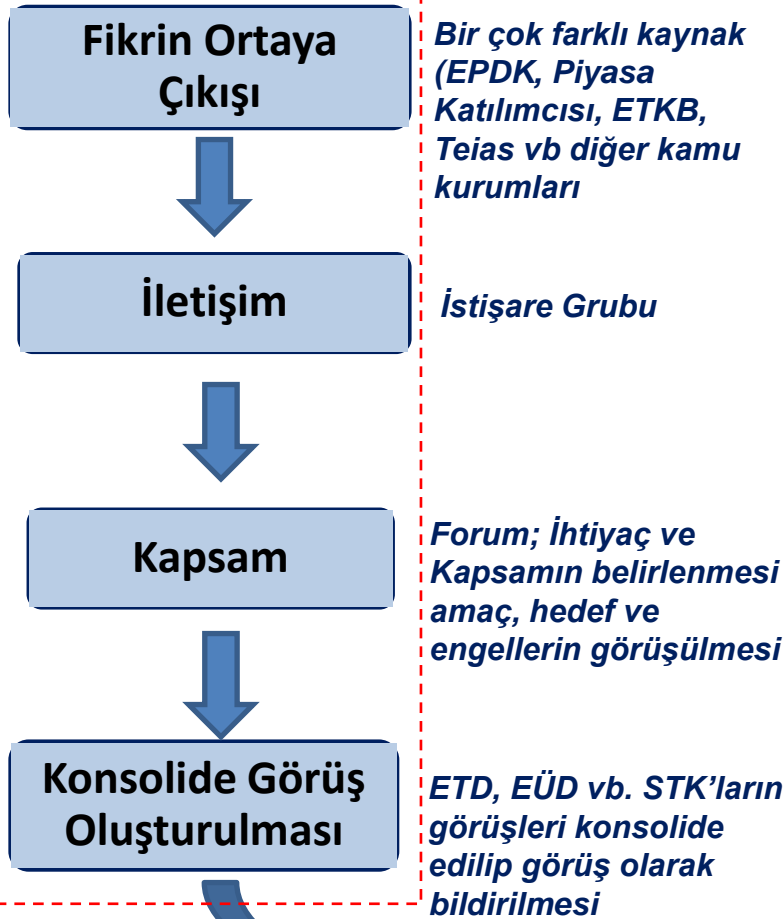 Fikrin Ortaya
Çıkışı
Bir çok farklı kaynak
(EPDK, Piyasa
Katılımcısı, ETKB,
Teias vb diğer kamu
kurumları
İletişim
İstişare Grubu
Kapsam
Forum; İhtiyaç ve
Kapsamın belirlenmesi
amaç, hedef ve
engellerin görüşülmesi
Konsolide Görüş
Oluşturulması
ETD, EÜD vb. STK’ların
görüşleri konsolide
edilip görüş olarak
bildirilmesi